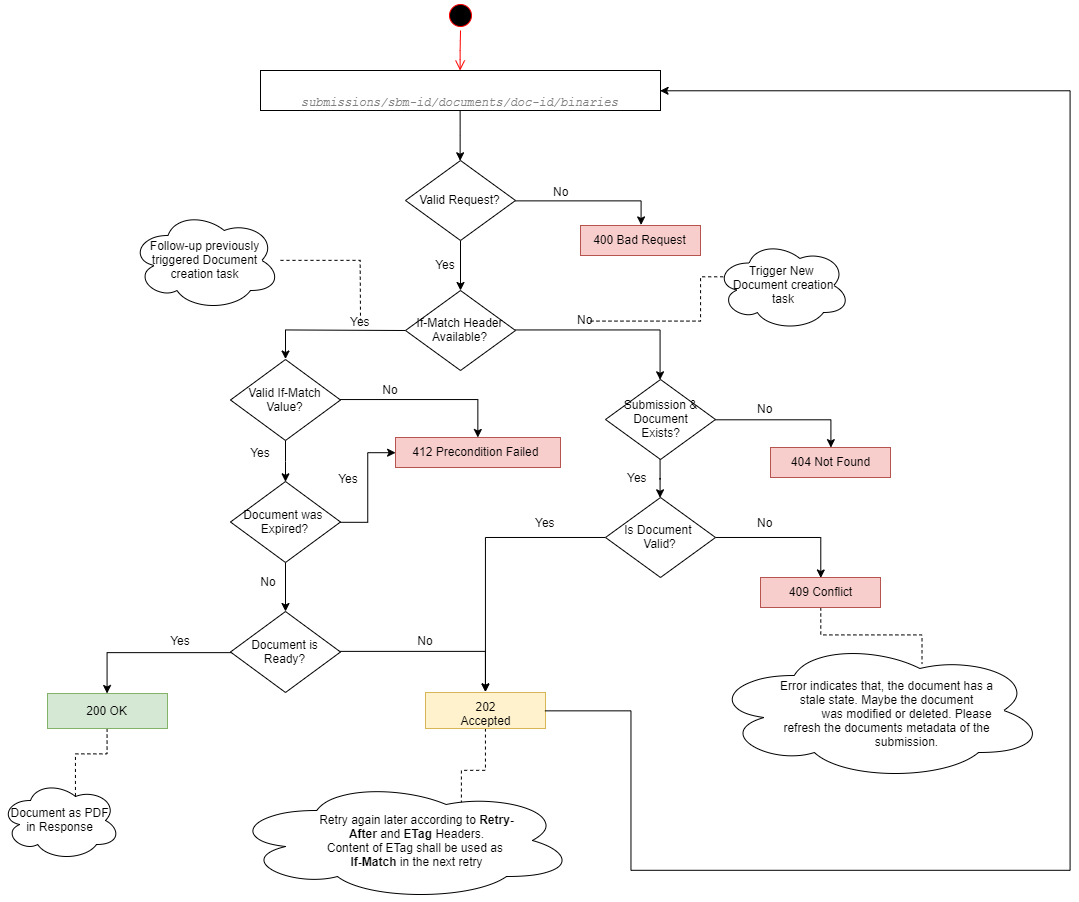 submissions/sbm-id/documents/doc-id/binaries
Valid Request?
No
400 Bad Request
Yes
Follow-up previously
triggered Document
creation task
Trigger New
Document creation
task
Yes
If-Match Header
Available?
No
Valid If-Match
Value?
No
Submission &
Document
Exists?
No
412 Precondition Failed
404 Not Found
Yes
Yes
Yes
Document was
Expired?
Yes
Is Document
Valid?
No
No
409 Conflict
Yes
Document is
Ready?
No
Error indicates that, the document has a
stale state. Maybe the document
was modified or deleted. Please
refresh the documents metadata of the
submission.
200 OK
202
Accepted
Document as PDF
in Response
Retry again later according to Retry-
After and ETag Headers.
Content of ETag shall be used as
If-Match in the next retry